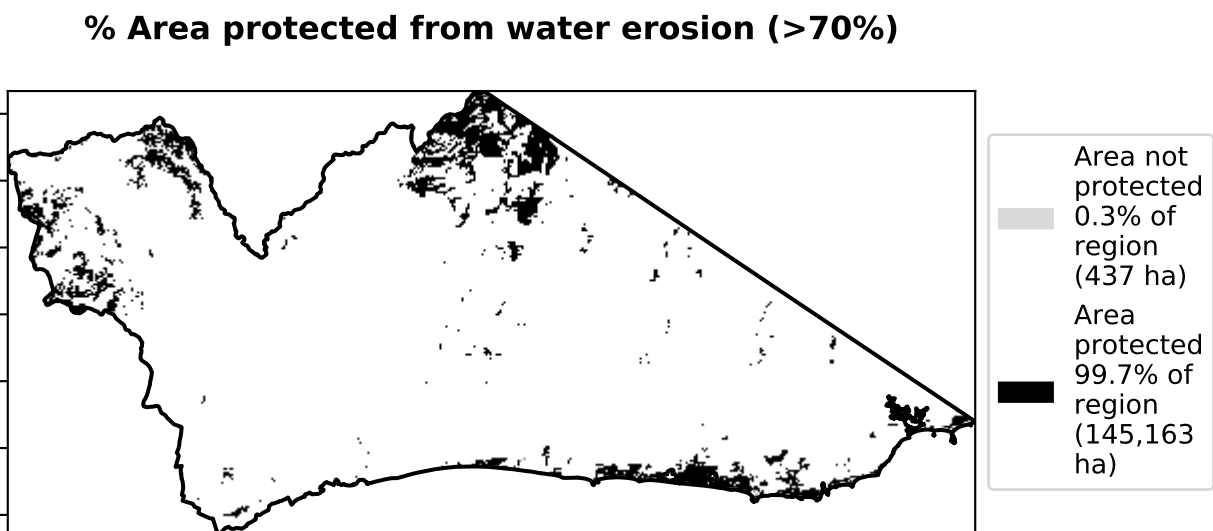 % Area protected from water erosion (>70%)
Area not
protected
0.3% of
region
(437 ha)
Area
protected
99.7% of
region
(145,163
ha)